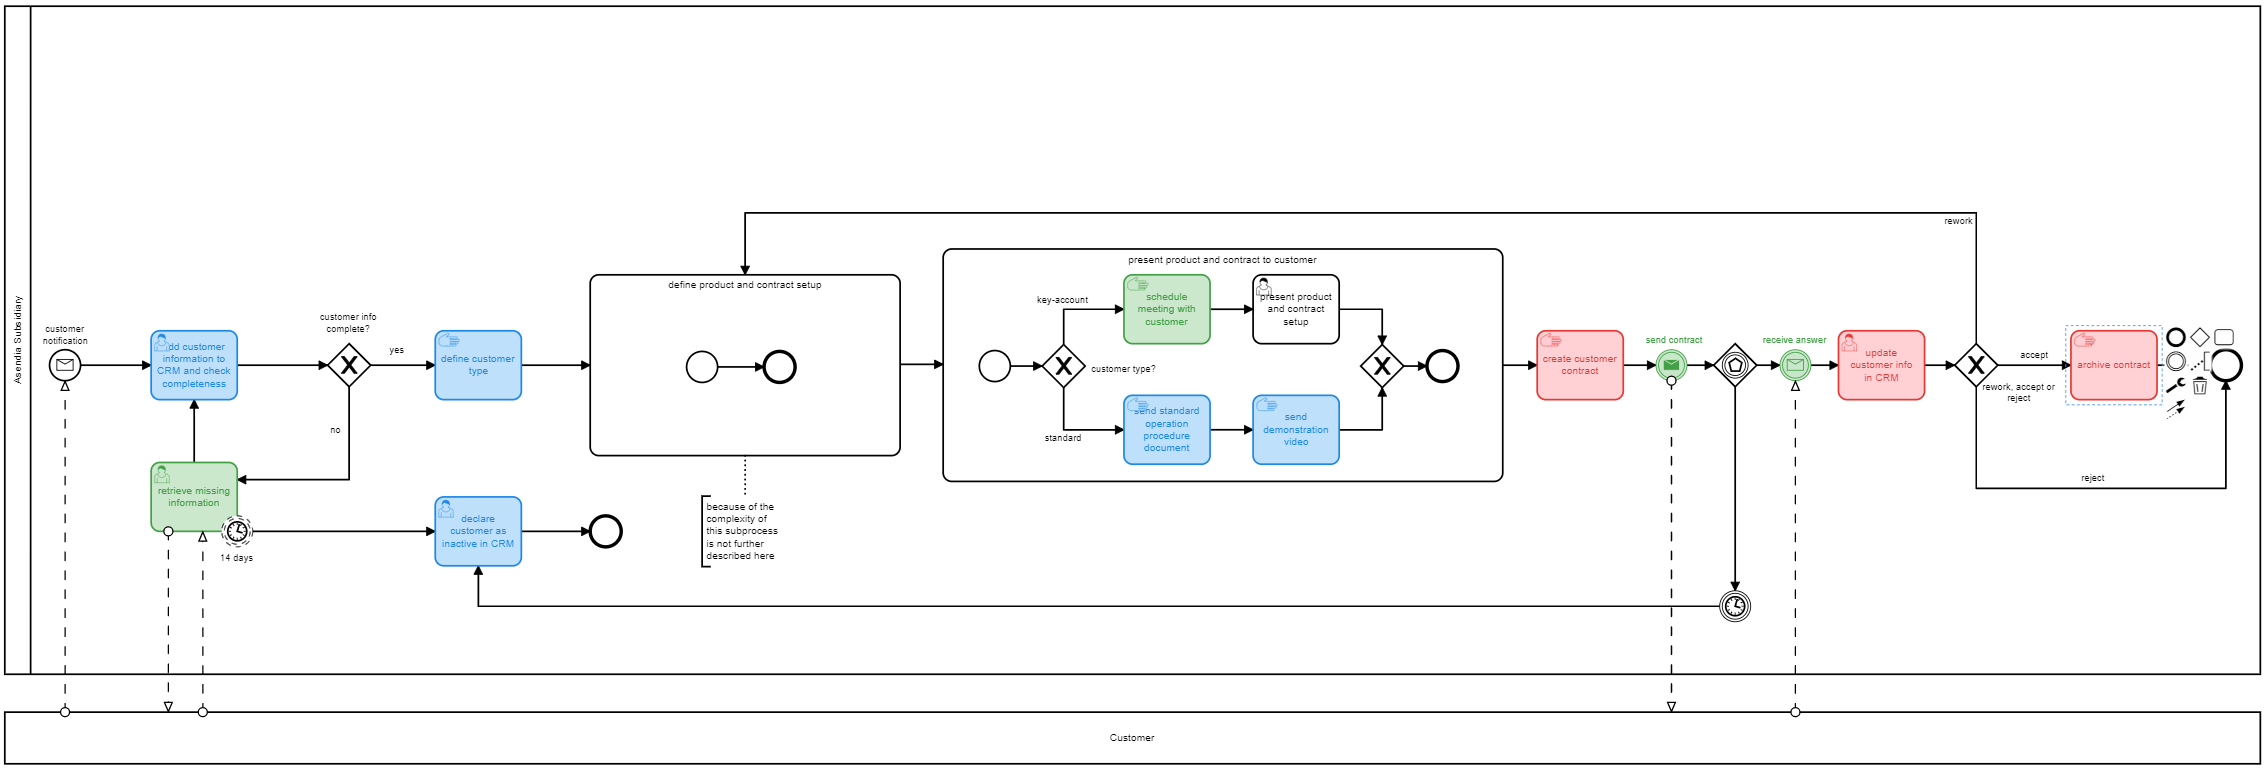 Asendia Subsidiary
customer
notification
add customer
information to
CRM and check
completeness
customer info
complete?
yes
no
retrieve missing
information
14 days
define customer
type
declare
customer as
inactive in CRM
define product and contract setup
because of the
complexity of
this subprocess
is not further
described here
present product and contract to customer
key-account
customer type?
standard
schedule
meeting with
customer
present product
and contract
setup
send standard
operation
procedure
document
send
demonstration
video
create customer
contract
send contract
receive answer
update
customer info
in CRM
rework
accept
rework, accept or
reject
archive contract
reject
Customer